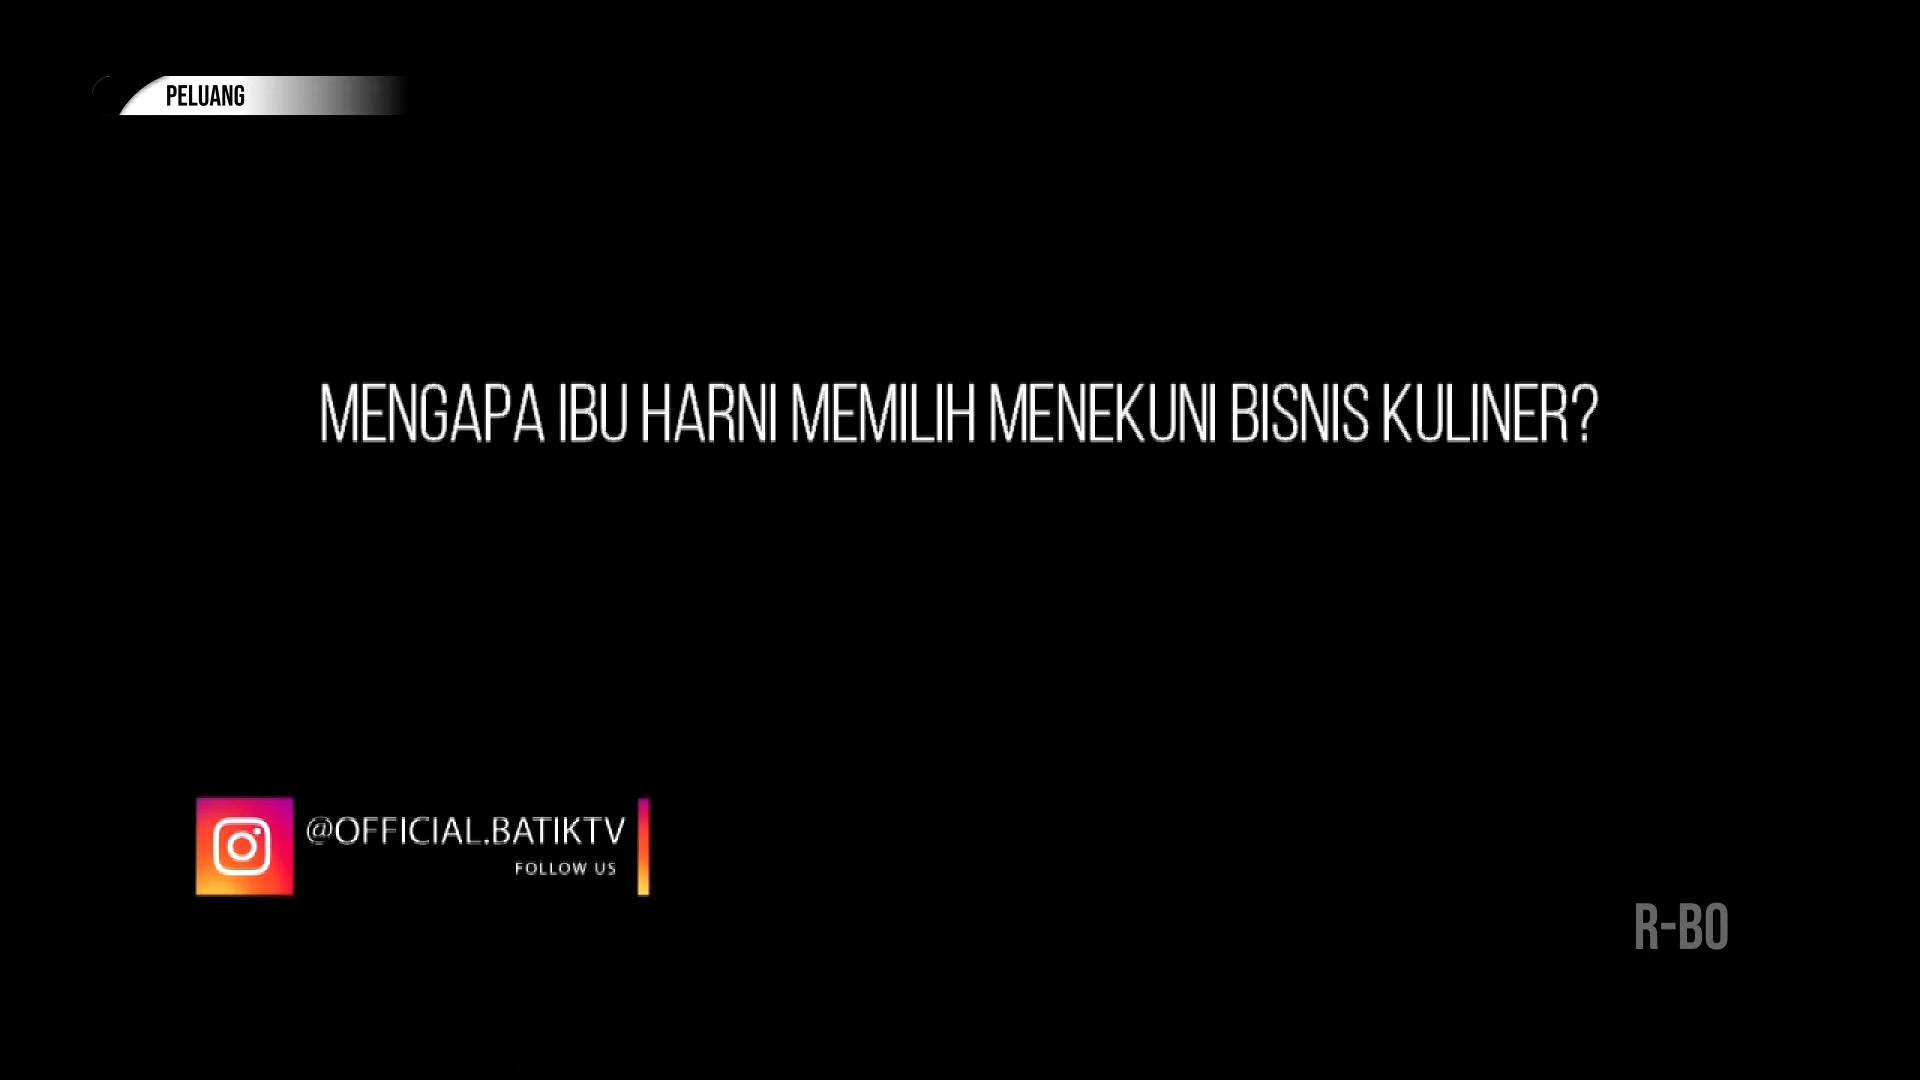 PELUANG
MENGAPA IBU HARNI MEMILIH MENEKUNI BISNIS KULINER?
@OFFICIAL.BATIKTV
FOLLOW US
R-BO